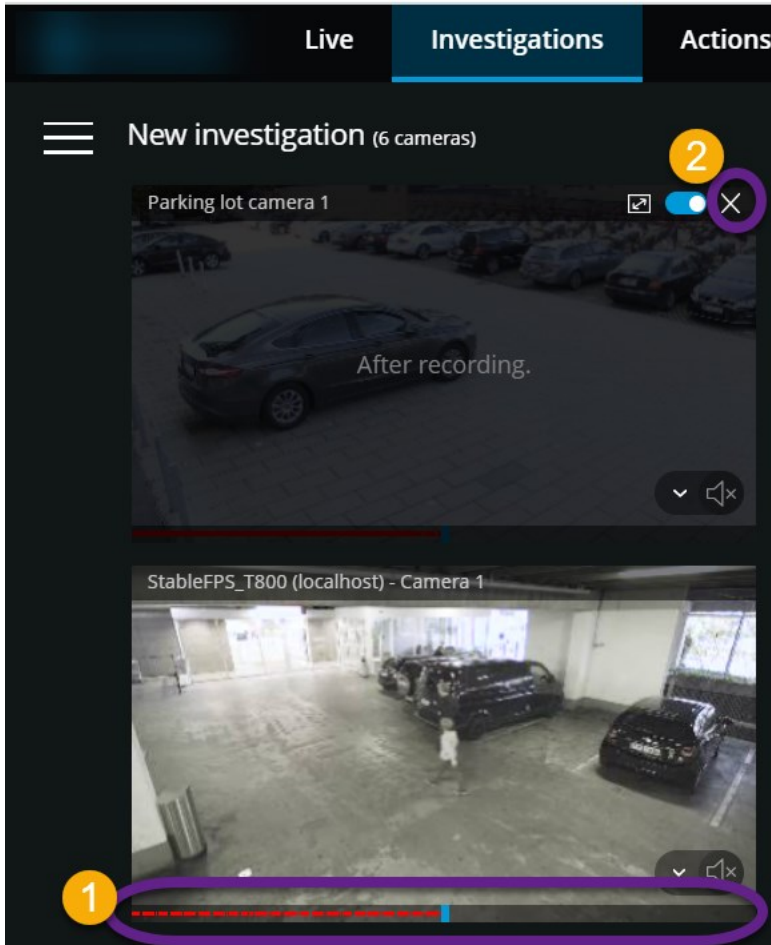 Live Investigations Actions
New investigation (6 cameras)
2
Parking lot camera 1
After recording.
StableFPS_T800 (localhost) - Camera 1
1